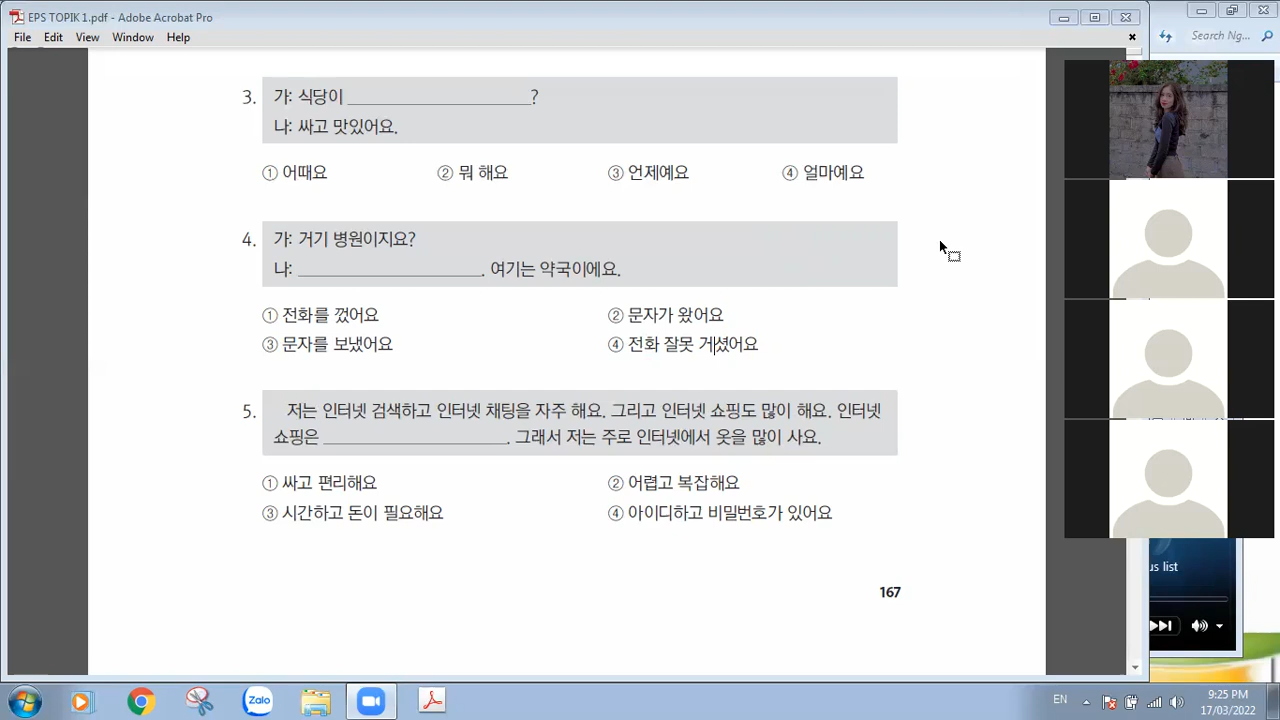 EPS TOPIK 1.pdf - Adobe Acrobat Pro
File Edit View Window Help
Search Ng...
3. 가: 식당이 ________________?
나: 싸고 맛있어요.
① 어때요 ② 뭐 해요 ③ 언제예요 ④ 얼마예요
4. 가: 거기 병원이지요?
나: ________________. 여기는 약국이에요.
① 전화를 껐어요 ② 문자가 왔어요
③ 문자를 보냈어요 ④ 전화 잘못 거셨어요
5. 저는 인터넷 검색하고 인터넷 채팅을 자주 해요. 그리고 인터넷 쇼핑도 많이 해요. 인터넷
쇼핑은 ________________. 그래서 저는 주로 인터넷에서 옷을 많이 사요.
① 싸고 편리해요 ② 어렵고 복잡해요
③ 시간하고 돈이 필요해요 ④ 아이디하고 비밀번호가 있어요
167
us list
Zalo
EN
9:25 PM
17/03/2022